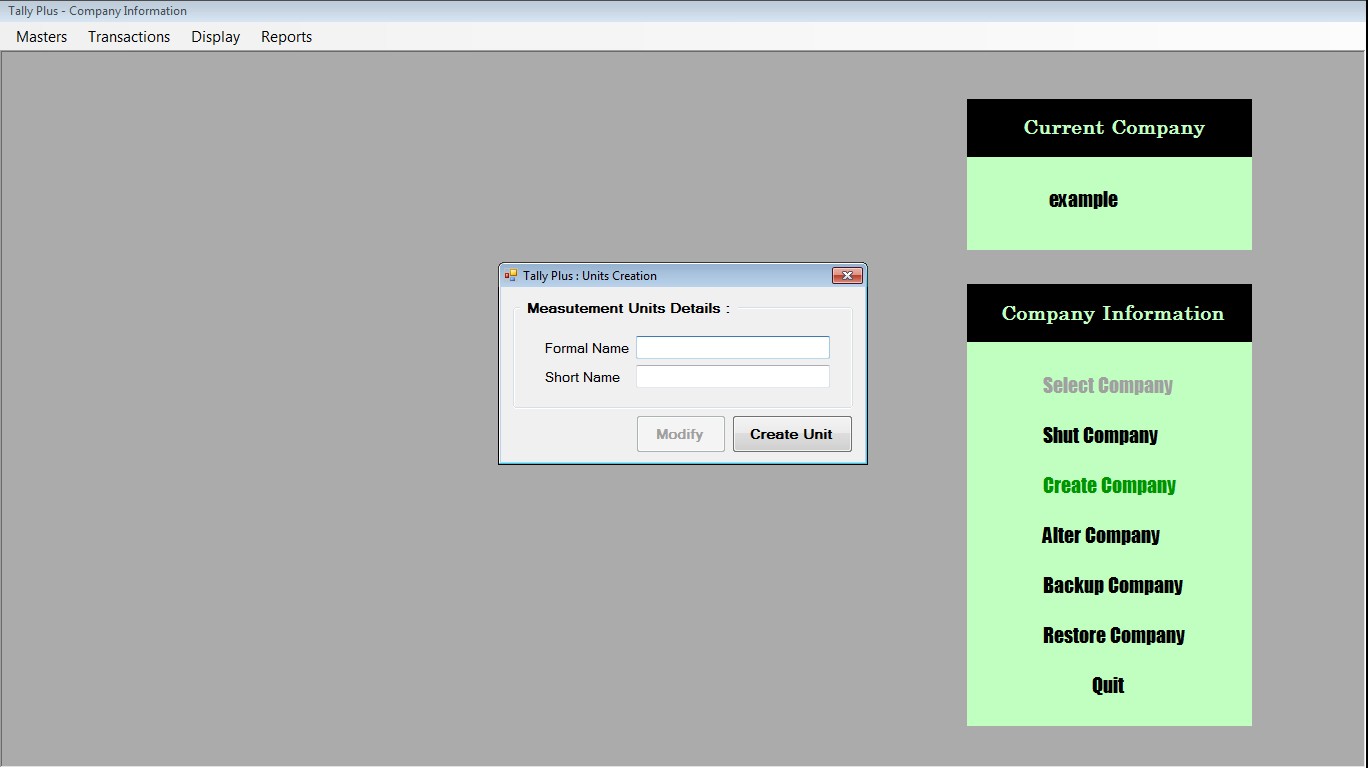 Tally Plus - Company Information
Masters Transactions Display Reports
Current Company
example
Tally Plus : Units Creation
Measutement Units Details :
Formal Name
Short Name
Modify Create Unit
Company Information
Select Company
Shut Company
Create Company
Alter Company
Backup Company
Restore Company
Quit